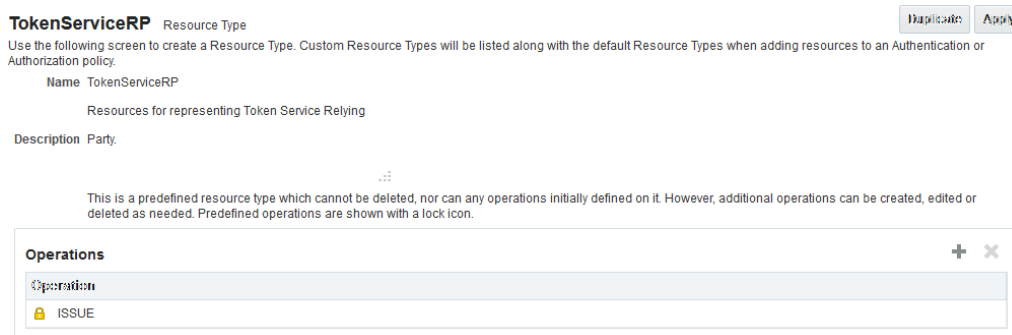 TokenServiceRP Resource Type
Duplicate Apply
Use the following screen to create a Resource Type. Custom Resource Types will be listed along with the default Resource Types when adding resources to an Authentication or
Authorization policy.
Name TokenServiceRP
Resources for representing Token Service Relying
Description Party.
This is a predefined resource type which cannot be deleted, nor can any operations initially defined on it. However, additional operations can be created, edited or
deleted as needed. Predefined operations are shown with a lock icon.
Operations
Operation
ISSUE